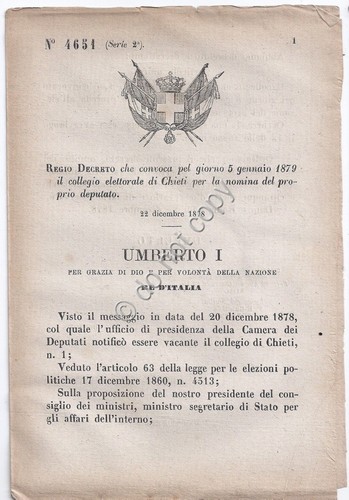 N° 4651 (Serie 2ª).
1
REGIO DECRETO che convoca pel giorno 5 gennaio 1879
il collegio elettorale di Chieti per la nomina del pro-
prio deputato.
22 dicembre 1878
UMBERTO I
PER GRAZIA DI DIO E PER VOLONTÀ DELLA NAZIONE
RE D'ITALIA
Visto il messaggio in data del 20 dicembre 1878,
col quale l'ufficio di presidenza della Camera dei
Deputati notificò essere vacante il collegio di Chieti,
n. 1;
Veduto l'articolo 63 della legge per le elezioni po-
litiche 17 dicembre 1860, n. 4513;
Sulla proposizione del nostro presidente del con-
siglio dei ministri, ministro segretario di Stato per
gli affari dell'interno;
do not copy